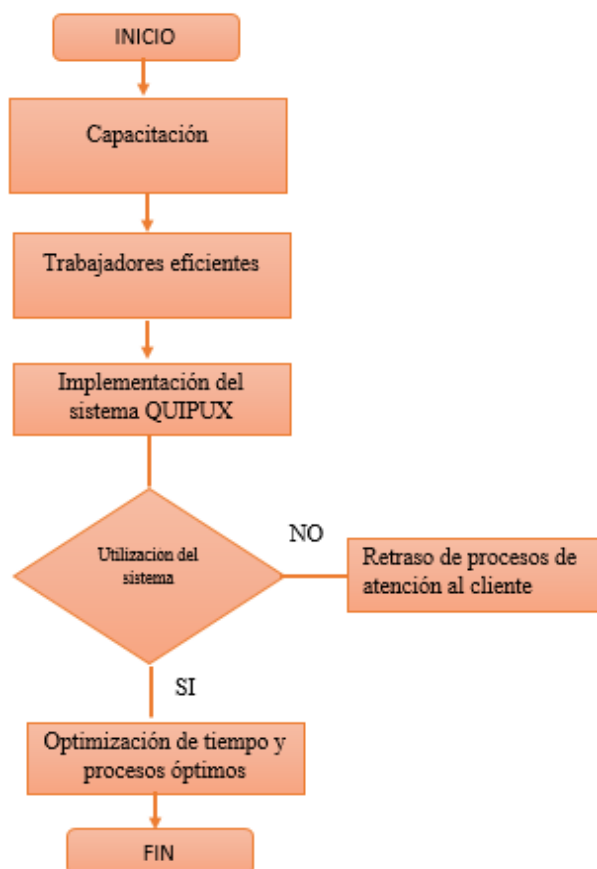 INICIO
Capacitación
Trabajadores eficientes
Implementación del
sistema QUIPUX
Utilización del
sistema
NO
Retraso de procesos de
atención al cliente
SI
Optimización de tiempo y
procesos óptimos
FIN